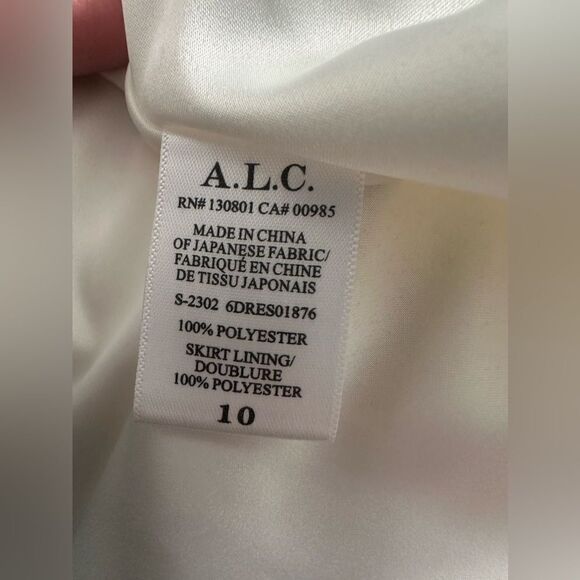 A.L.C.
RN# 130801 CA# 00985
MADE IN CHINA
OF JAPANESE FABRIC/
FABRIQUÉ EN CHINE
DE TISSU JAPONAIS
S-2302 6DRES01876
100% POLYESTER
SKIRT LINING/
DOUBLURE
100% POLYESTER
10